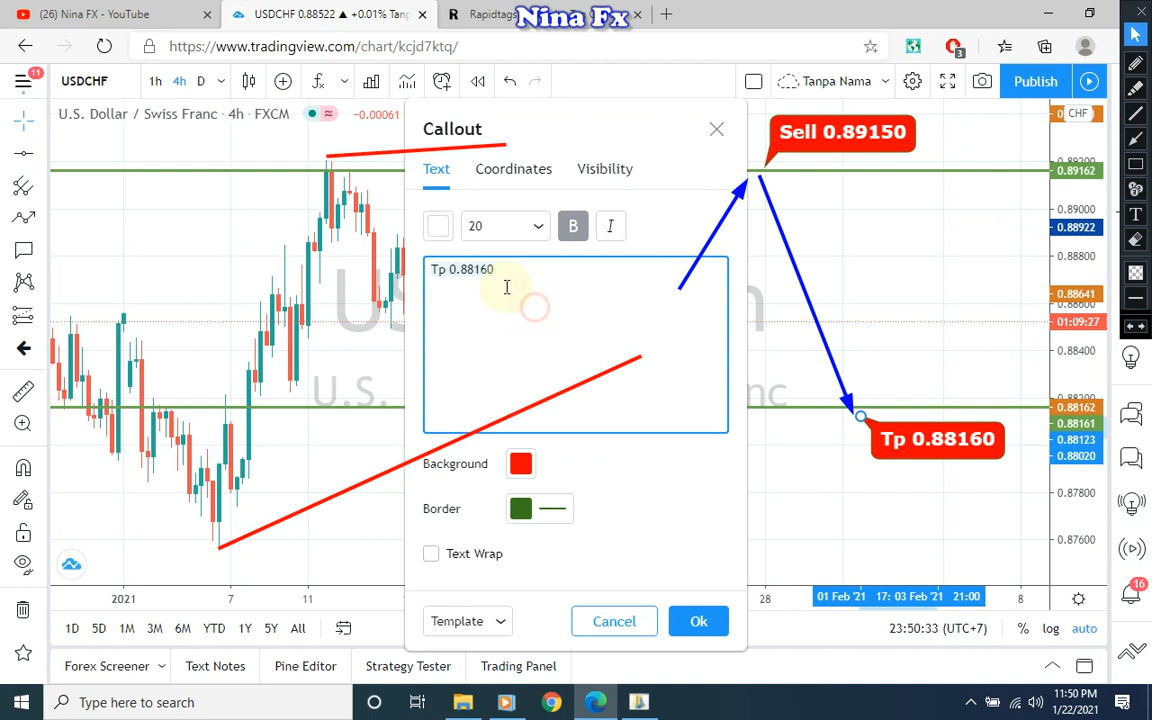 Nina Fx
(26) Nina FX - YouTube
USDCHF 0.88522 ▲ +0.01% Tanp
Rapidtags
https://www.tradingview.com/chart/kcjd7ktq/
3
11
USDCHF
1h
4h
D
Tanpa Nama
Publish
U.S. Dollar / Swiss Franc - 4h - FXCM
-0.00061
CHF
Callout
Text
Coordinates
Visibility
20
B
I
Tp 0.88160
Background
Border
Text Wrap
Template
Cancel
Ok
Sell 0.89150
Tp 0.88160
0.89162
0.89000
0.88922
0.88800
0.88641
01:09:27
0.88400
0.88162
0.88161
0.88123
0.88020
0.87800
0.87600
2021
7
11
28
01 Feb '21
17:
03 Feb '21
21:00
8
1D
5D
1M
3M
6M
YTD
1Y
5Y
All
23:50:33 (UTC+7)
%
log
auto
16
Forex Screener
Text Notes
Pine Editor
Strategy Tester
Trading Panel
Type here to search
11:50 PM
1/22/2021